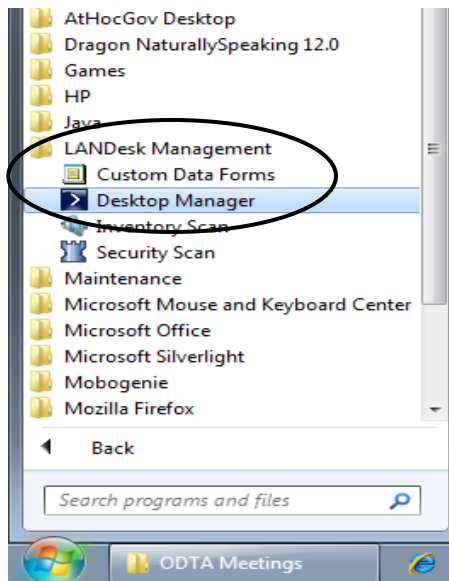 AtHocGov Desktop
Dragon NaturallySpeaking 12.0
Games
HP
Java
LANDesk Management
Custom Data Forms
Desktop Manager
Inventory Scan
Security Scan
Maintenance
Microsoft Mouse and Keyboard Center
Microsoft Office
Microsoft Silverlight
Mobogenie
Mozilla Firefox
Back
Search programs and files
ODTA Meetings